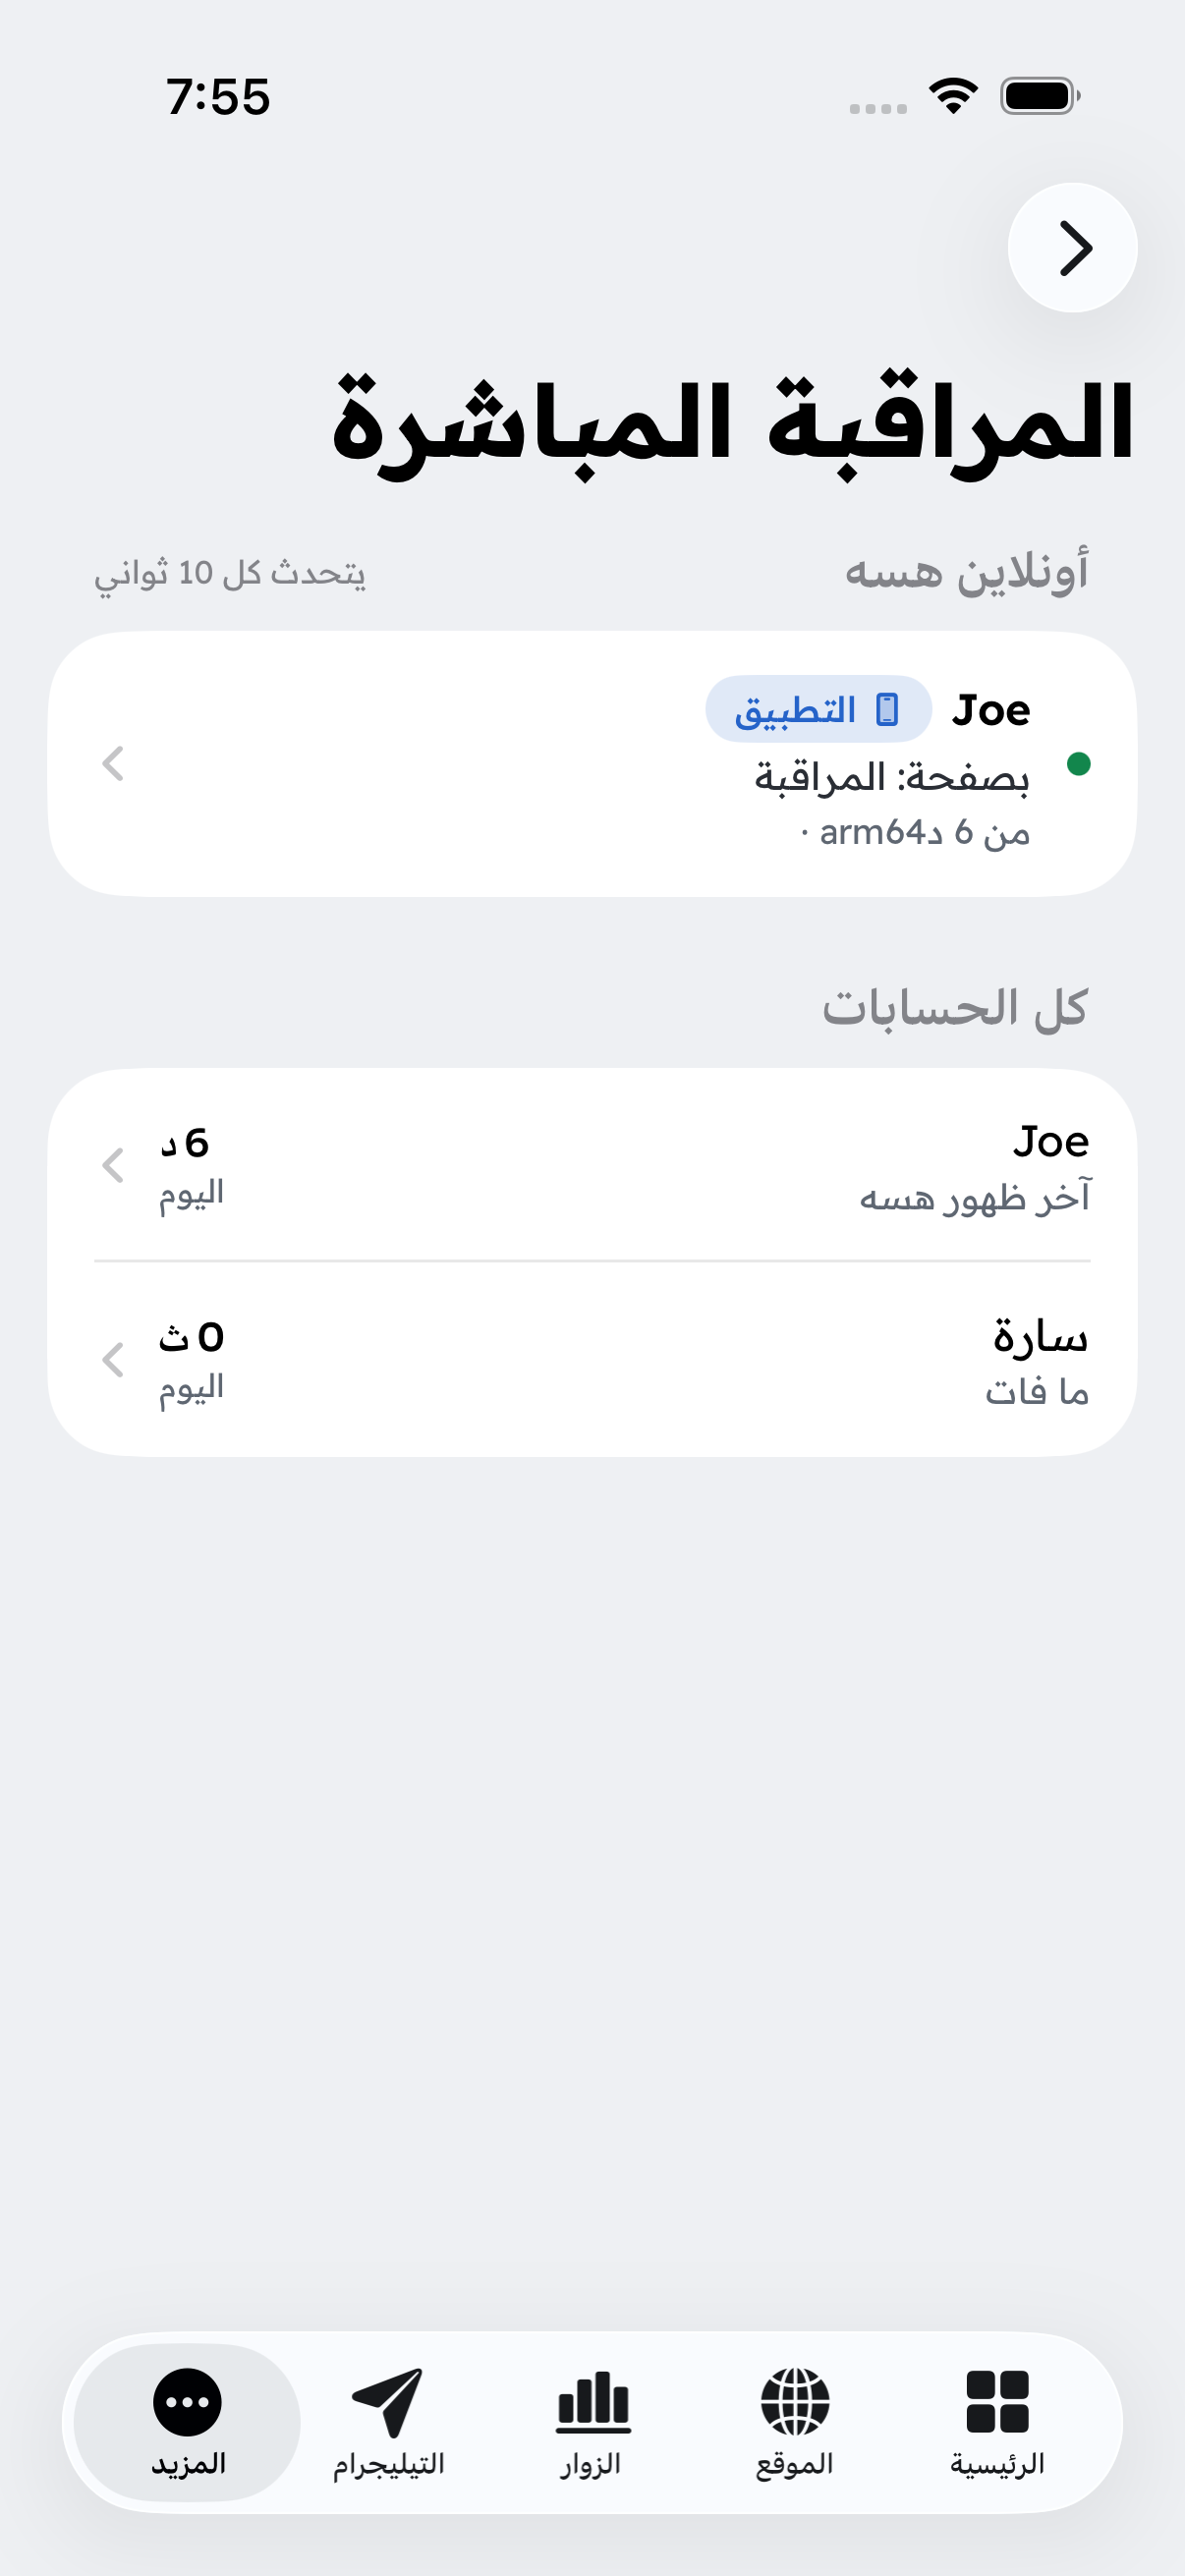 7:55
المراقبة المباشرة
أونلاين هسه
يتحدث كل 10 ثواني
Joe
التطبيق
بصفحة: المراقبة
من 6 دarm64 ·
كل الحسابات
Joe
6 د
آخر ظهور هسه
اليوم
سارة
0 ث
ما فات
اليوم
الرئيسية
الموقع
الزوار
التيليجرام
المزيد